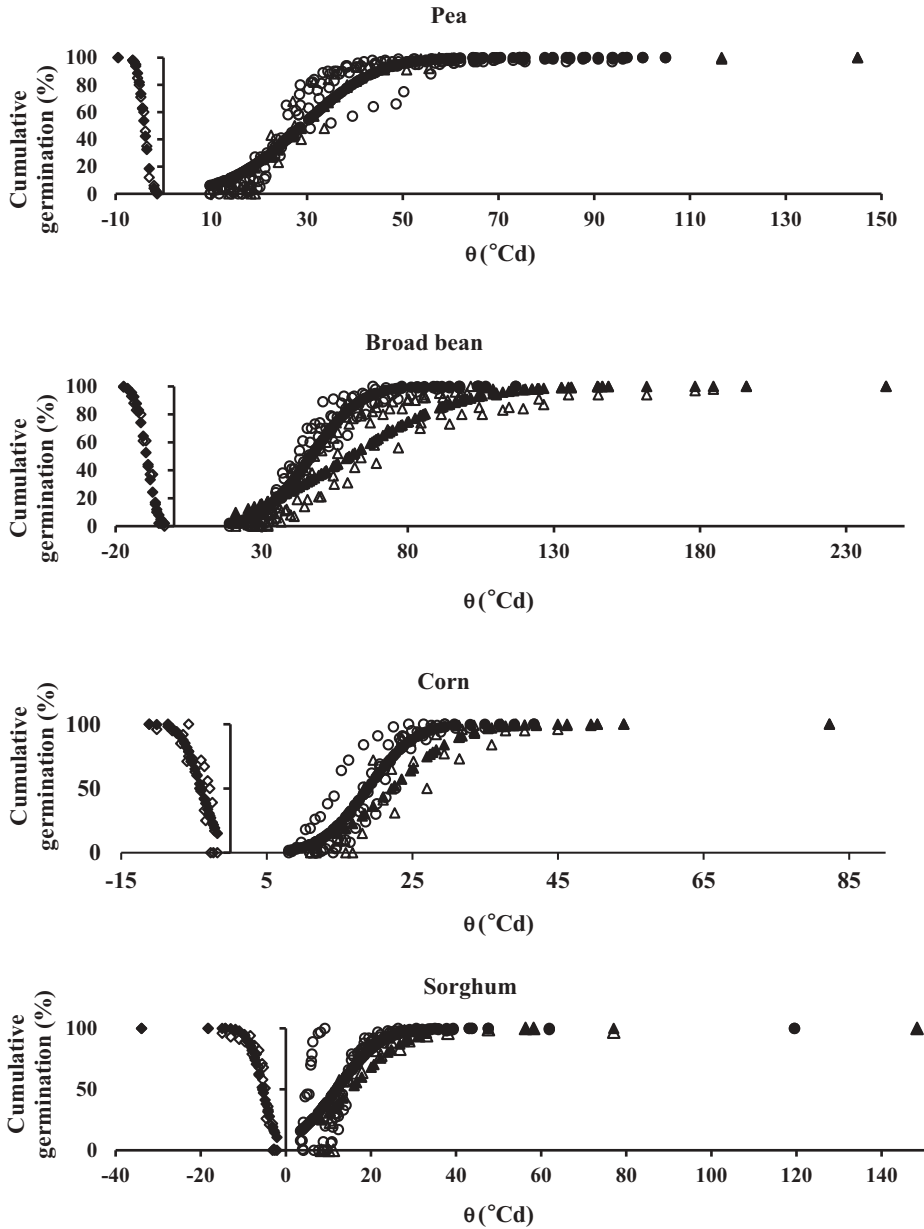 Pea
Cumulative
germination (%)
100
80
60
40
20
0
-10 10 30 50 70 90 110 130 150
θ (°Cd)
Broad bean
Cumulative
germination (%)
100
80
60
40
20
0
-20 30 80 130 180 230
θ (°Cd)
Corn
Cumulative
germination (%)
100
50
0
-15 5 25 45 65 85
θ (°Cd)
Sorghum
Cumulative
germination (%)
100
50
0
-40 -20 0 20 40 60 80 100 120 140
θ (°Cd)